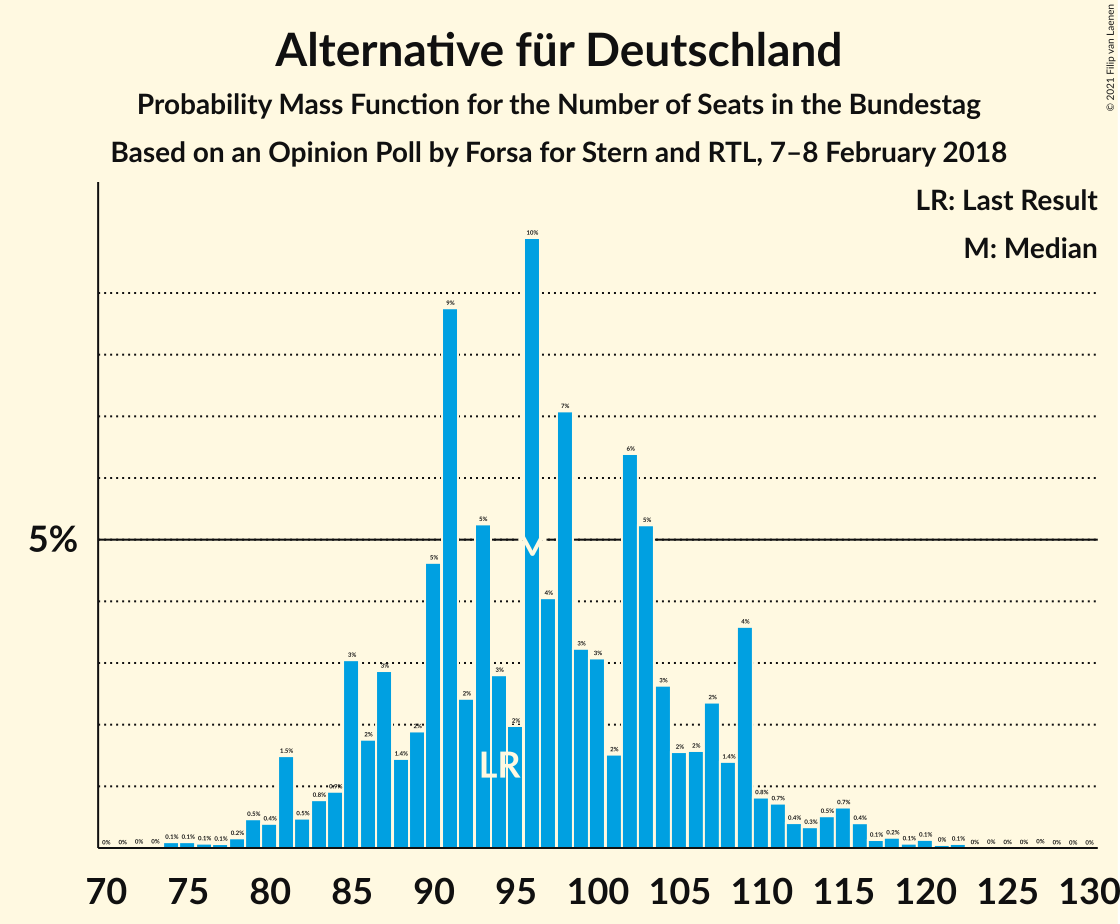 Alternative für Deutschland
Probability Mass Function for the Number of Seats in the Bundestag
Based on an Opinion Poll by Forsa for Stern and RTL, 7–8 February 2018
© 2021 Filip van Laenen
LR: Last Result
M: Median
5%
0% 0% 0% 0% 0.1% 0.1% 0.1% 0.1% 0.2% 0.5% 0.4% 1.5% 0.5% 0.8% 0.9% 3% 2% 3% 1.4% 2% 5% 9% 2% 5% 3% 2% 10% 4% 7% 3% 3% 2% 6% 5% 3% 2% 2% 2% 1.4% 4% 0.8% 0.7% 0.4% 0.3% 0.5% 0.7% 0.4% 0.1% 0.2% 0.1% 0.1% 0% 0.1% 0% 0% 0% 0% 0% 0% 0% 0%
M
LR
70 75 80 85 90 95 100 105 110 115 120 125 130